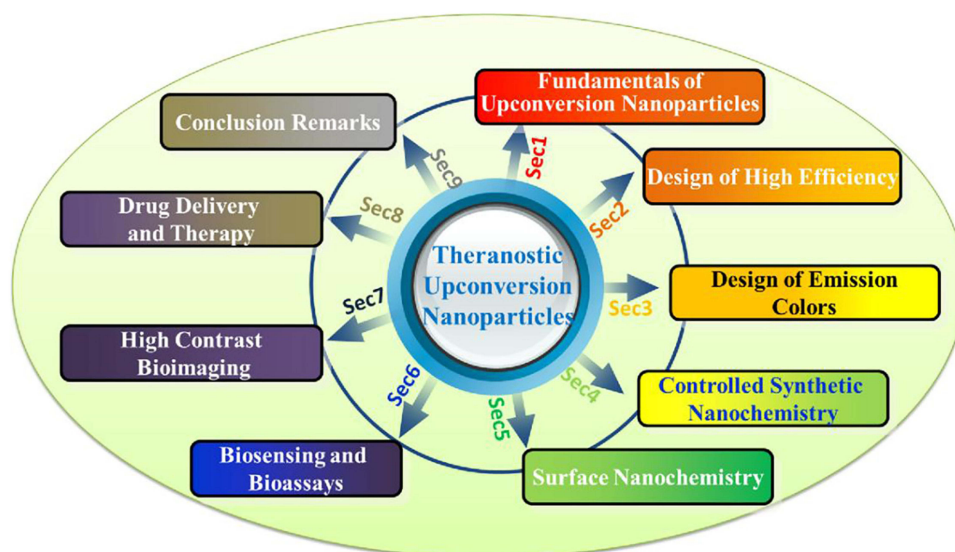 Theranostic
Upconversion
Nanoparticles
Sec1
Fundamentals of
Upconversion Nanoparticles
Sec2
Design of High Efficiency
Sec3
Design of Emission
Colors
Sec4
Controlled Synthetic
Nanochemistry
Sec5
Surface Nanochemistry
Sec6
Biosensing and
Bioassays
Sec7
High Contrast
Bioimaging
Sec8
Drug Delivery
and Therapy
Sec9
Conclusion Remarks